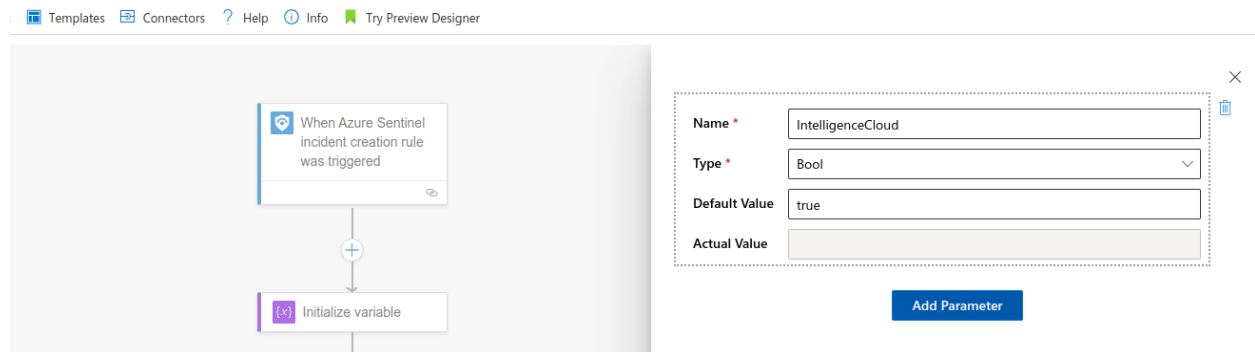 Templates Connectors ? Help Info Try Preview Designer
When Azure Sentinel
incident creation rule
was triggered
{x} Initialize variable
Name *
IntelligenceCloud
Type *
Bool
Default Value
true
Actual Value
Add Parameter